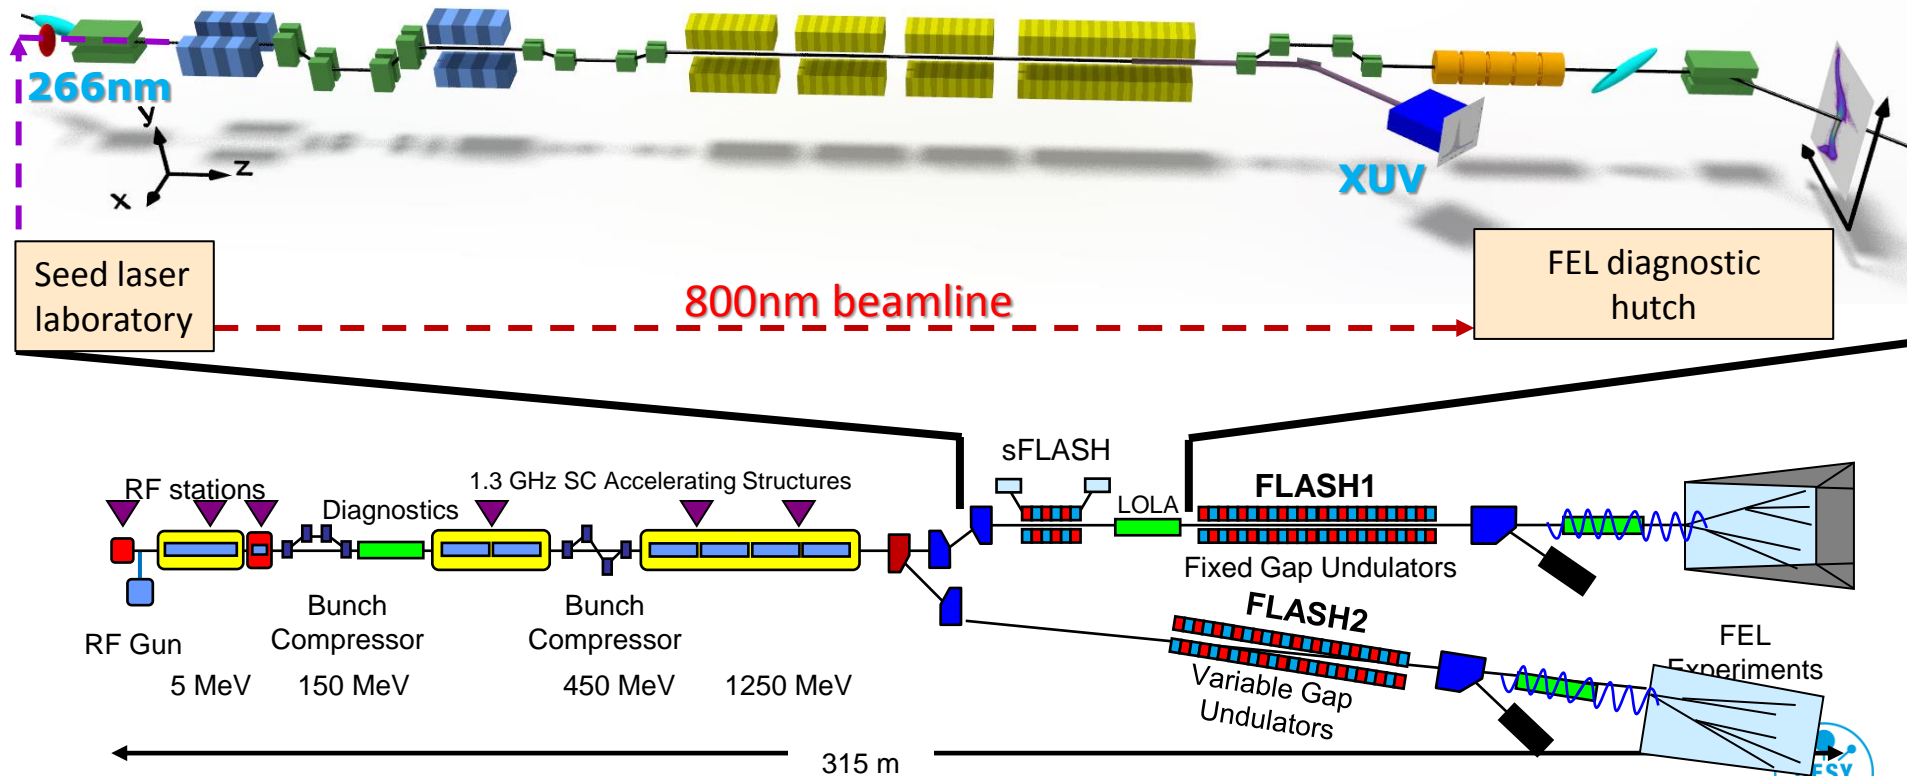 266nm
y
z
x
XUV
Seed laser
laboratory
800nm beamline
FEL diagnostic
hutch
sFLASH
RF stations
Diagnostics
1.3 GHz SC Accelerating Structures
LOLA
FLASH1
Fixed Gap Undulators
Bunch
Compressor
Bunch
Compressor
RF Gun
5 MeV
150 MeV
450 MeV
1250 MeV
FLASH2
Variable Gap
Undulators
FEL
Experiments
315 m